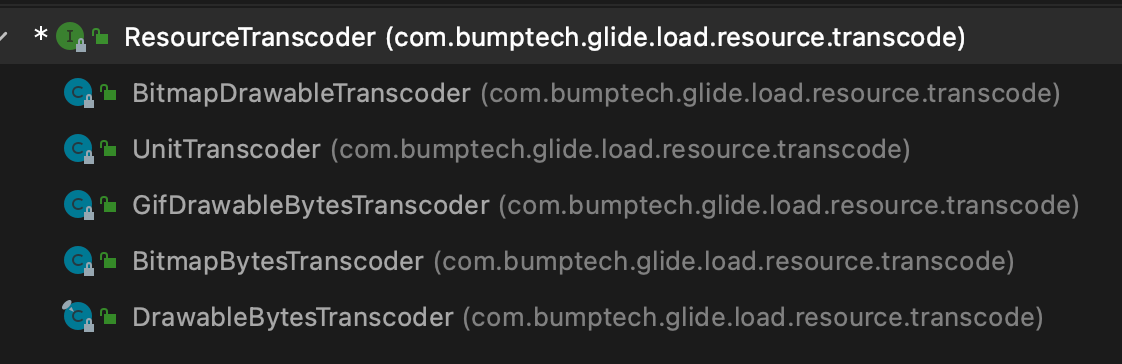 * I ResourceTranscoder (com.bumptech.glide.load.resource.transcode)
C BitmapDrawableTranscoder (com.bumptech.glide.load.resource.transcode)
C UnitTranscoder (com.bumptech.glide.load.resource.transcode)
C GifDrawableBytesTranscoder (com.bumptech.glide.load.resource.transcode)
C BitmapBytesTranscoder (com.bumptech.glide.load.resource.transcode)
C DrawableBytesTranscoder (com.bumptech.glide.load.resource.transcode)